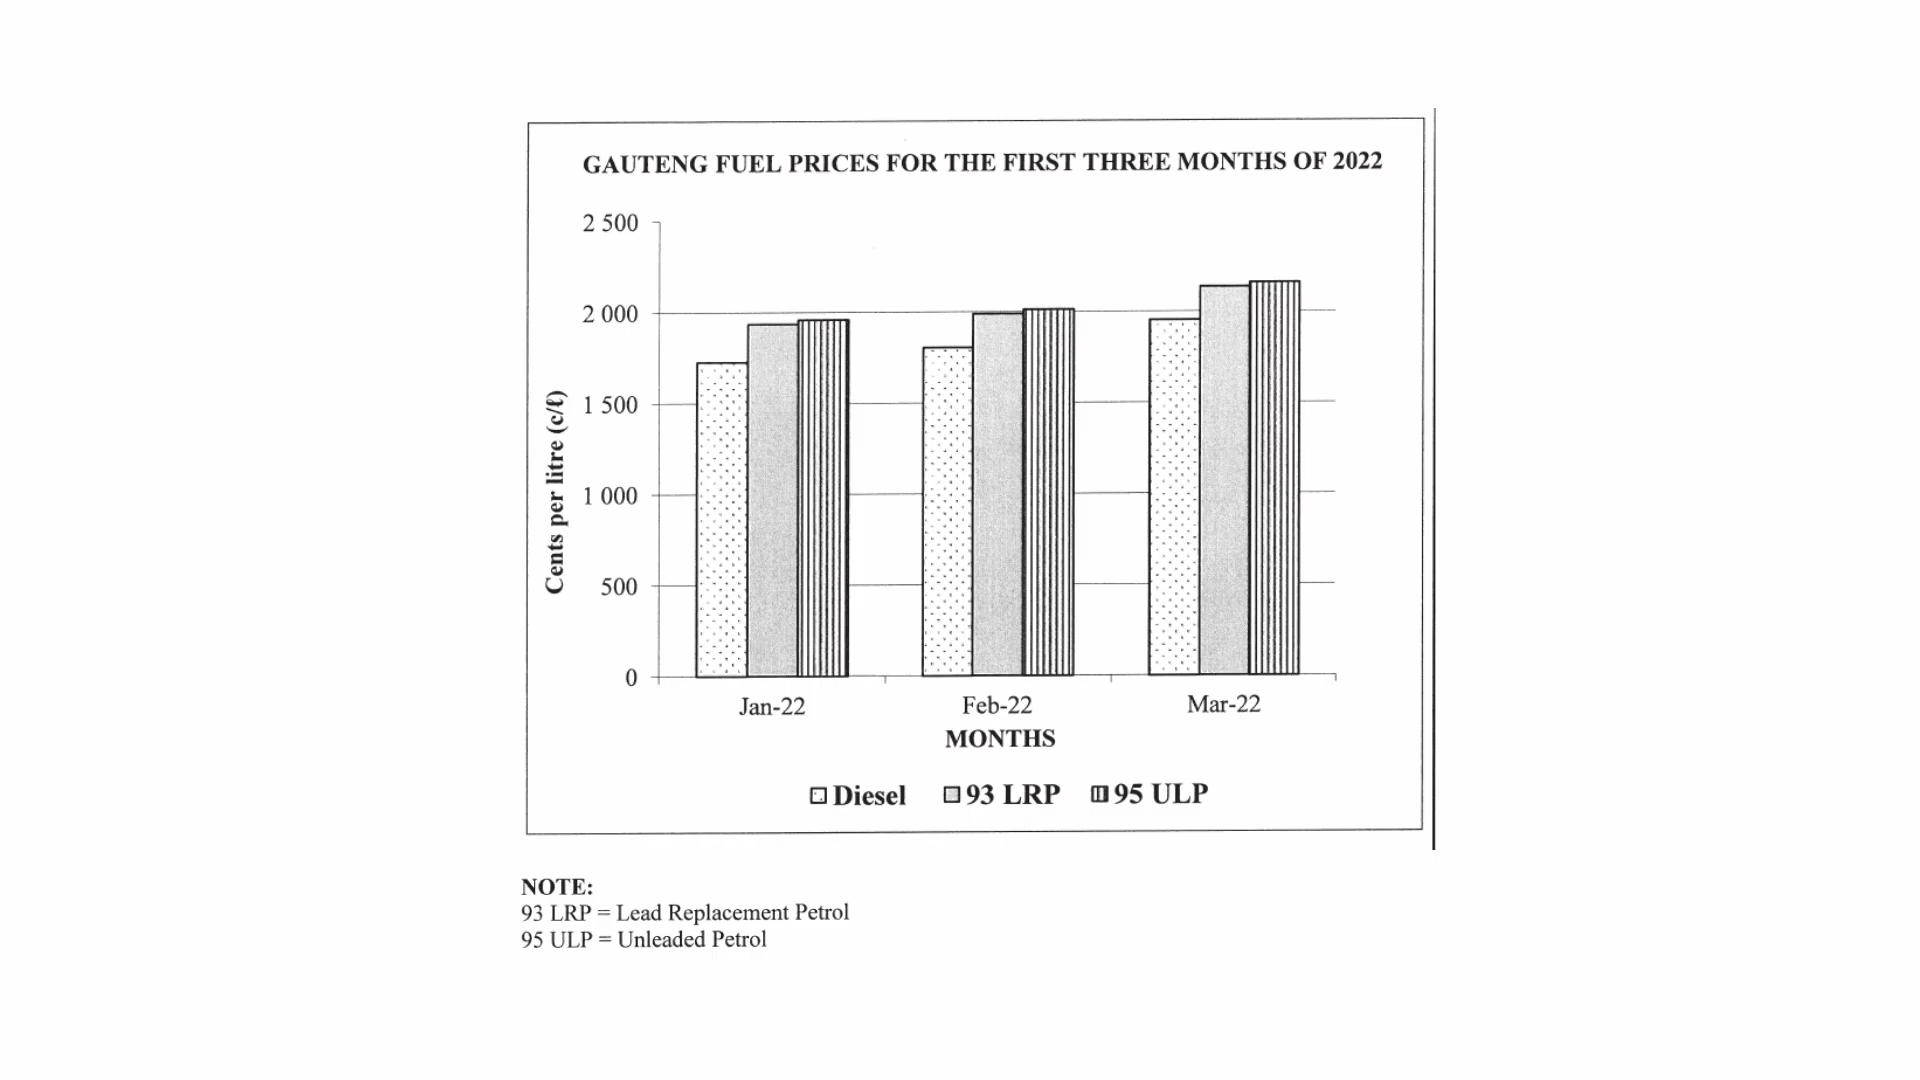 GAUTENG FUEL PRICES FOR THE FIRST THREE MONTHS OF 2022
2 500
2 000
1 500
1 000
500
0
Cents per litre (c/ℓ)
Jan-22 Feb-22 Mar-22
MONTHS
Diesel 93 LRP 95 ULP
NOTE:
93 LRP = Lead Replacement Petrol
95 ULP = Unleaded Petrol